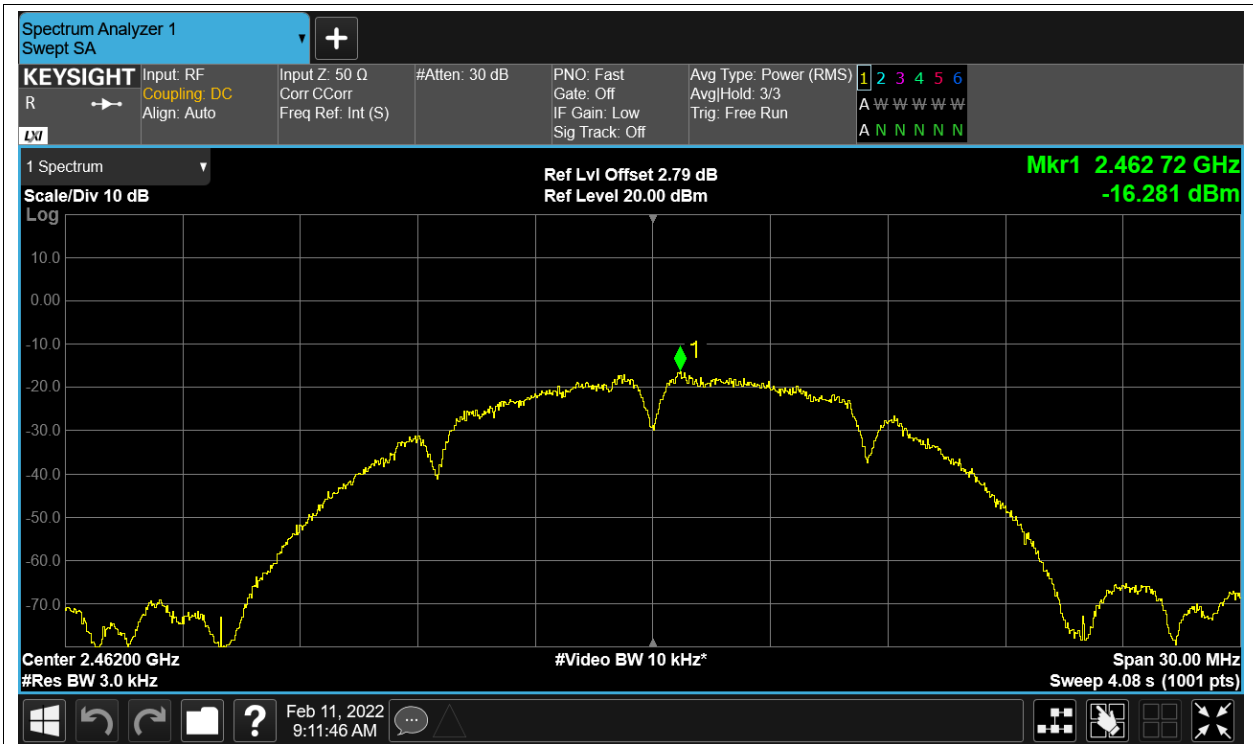 Spectrum Analyzer 1
Swept SA
+
KEYSIGHT
R
LXI
Input: RF
Coupling: DC
Align: Auto
Input Z: 50 Ω
Corr CCorr
Freq Ref: Int (S)
#Atten: 30 dB
PNO: Fast
Gate: Off
IF Gain: Low
Sig Track: Off
Avg Type: Power (RMS)
Avg|Hold: 3/3
Trig: Free Run
1 2 3 4 5 6
A W W W W W
A N N N N N
1 Spectrum
Scale/Div 10 dB
Log
Ref Lvl Offset 2.79 dB
Ref Level 20.00 dBm
Mkr1 2.462 72 GHz
-16.281 dBm
10.0
0.00
-10.0
-20.0
-30.0
-40.0
-50.0
-60.0
-70.0
1
Center 2.46200 GHz
#Res BW 3.0 kHz
#Video BW 10 kHz*
Span 30.00 MHz
Sweep 4.08 s (1001 pts)
?
Feb 11, 2022
9:11:46 AM